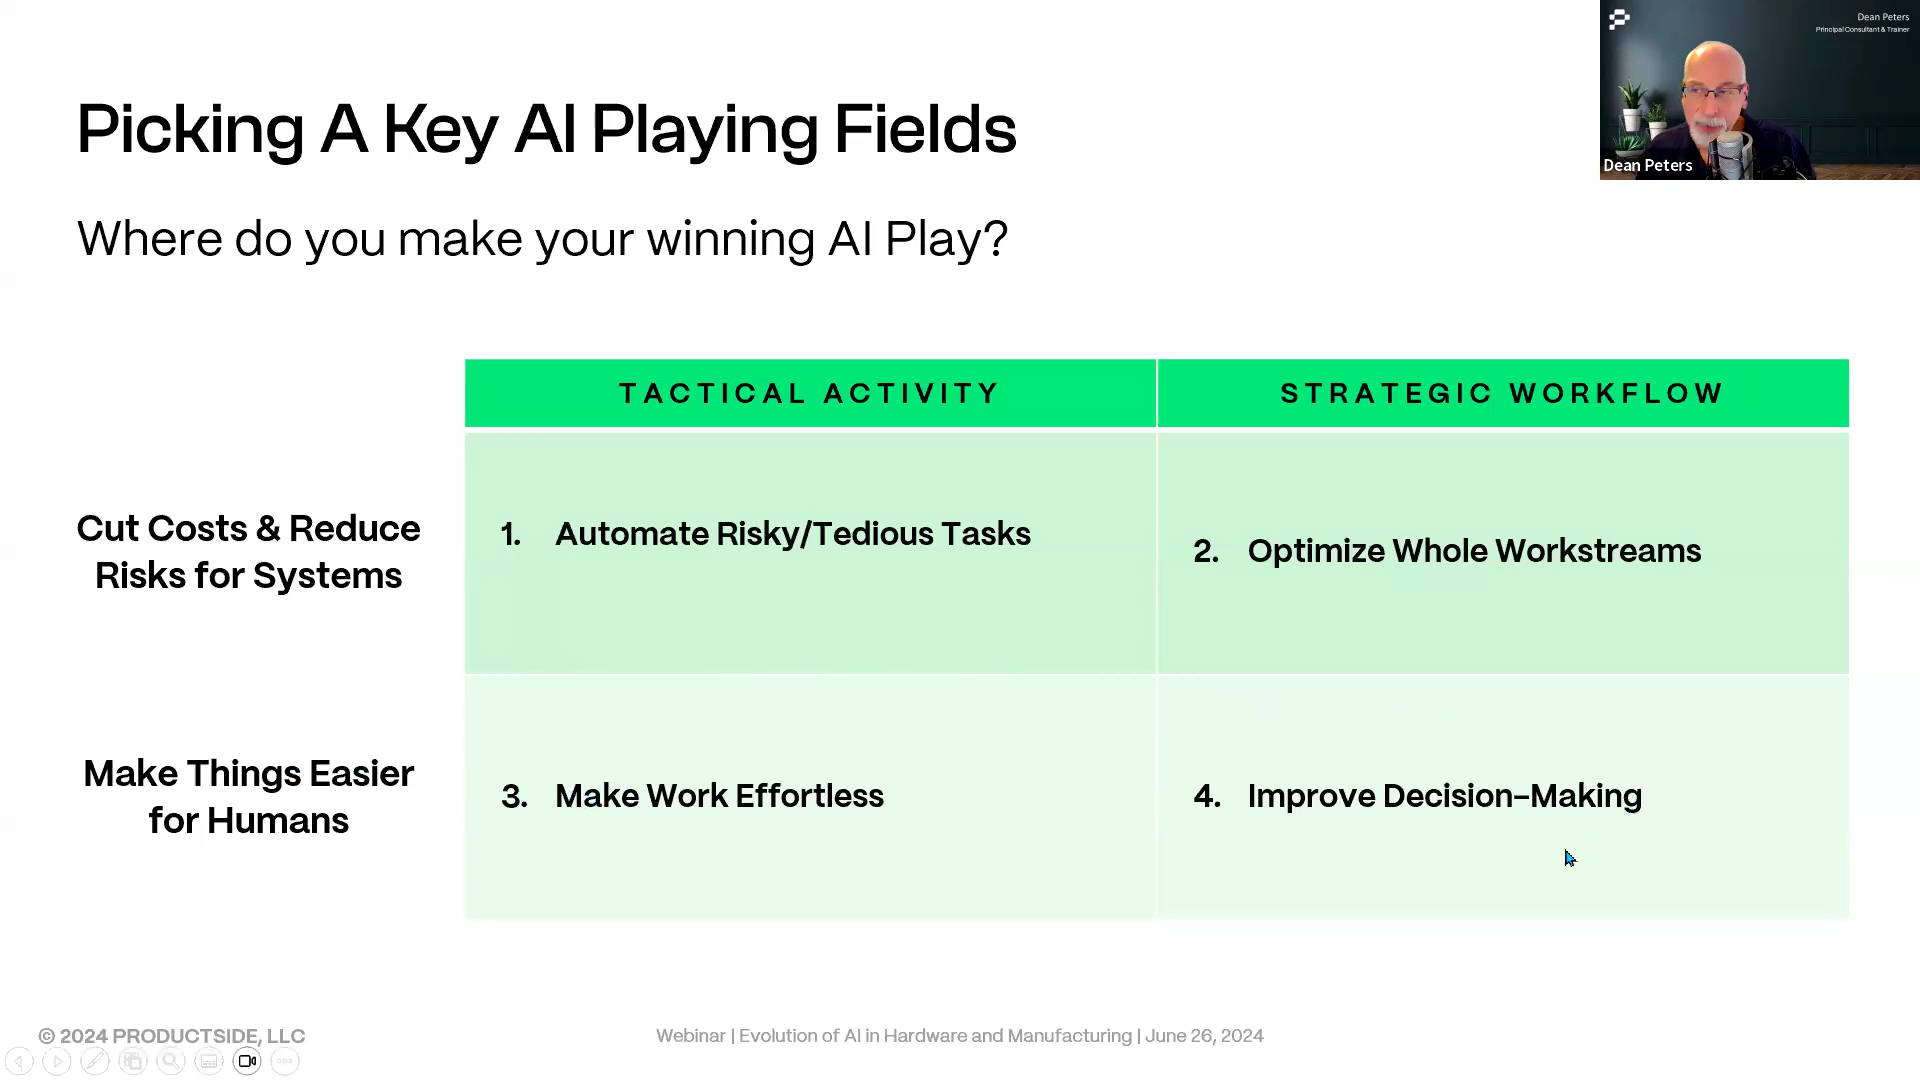 Dean Peters
Principal Consultant & Trainer
Dean Peters
Picking A Key AI Playing Fields
Where do you make your winning AI Play?
TACTICAL ACTIVITY
STRATEGIC WORKFLOW
Cut Costs & Reduce
Risks for Systems
1. Automate Risky/Tedious Tasks
2. Optimize Whole Workstreams
Make Things Easier
for Humans
3. Make Work Effortless
4. Improve Decision-Making
© 2024 PRODUCTSIDE, LLC
Webinar | Evolution of AI in Hardware and Manufacturing | June 26, 2024